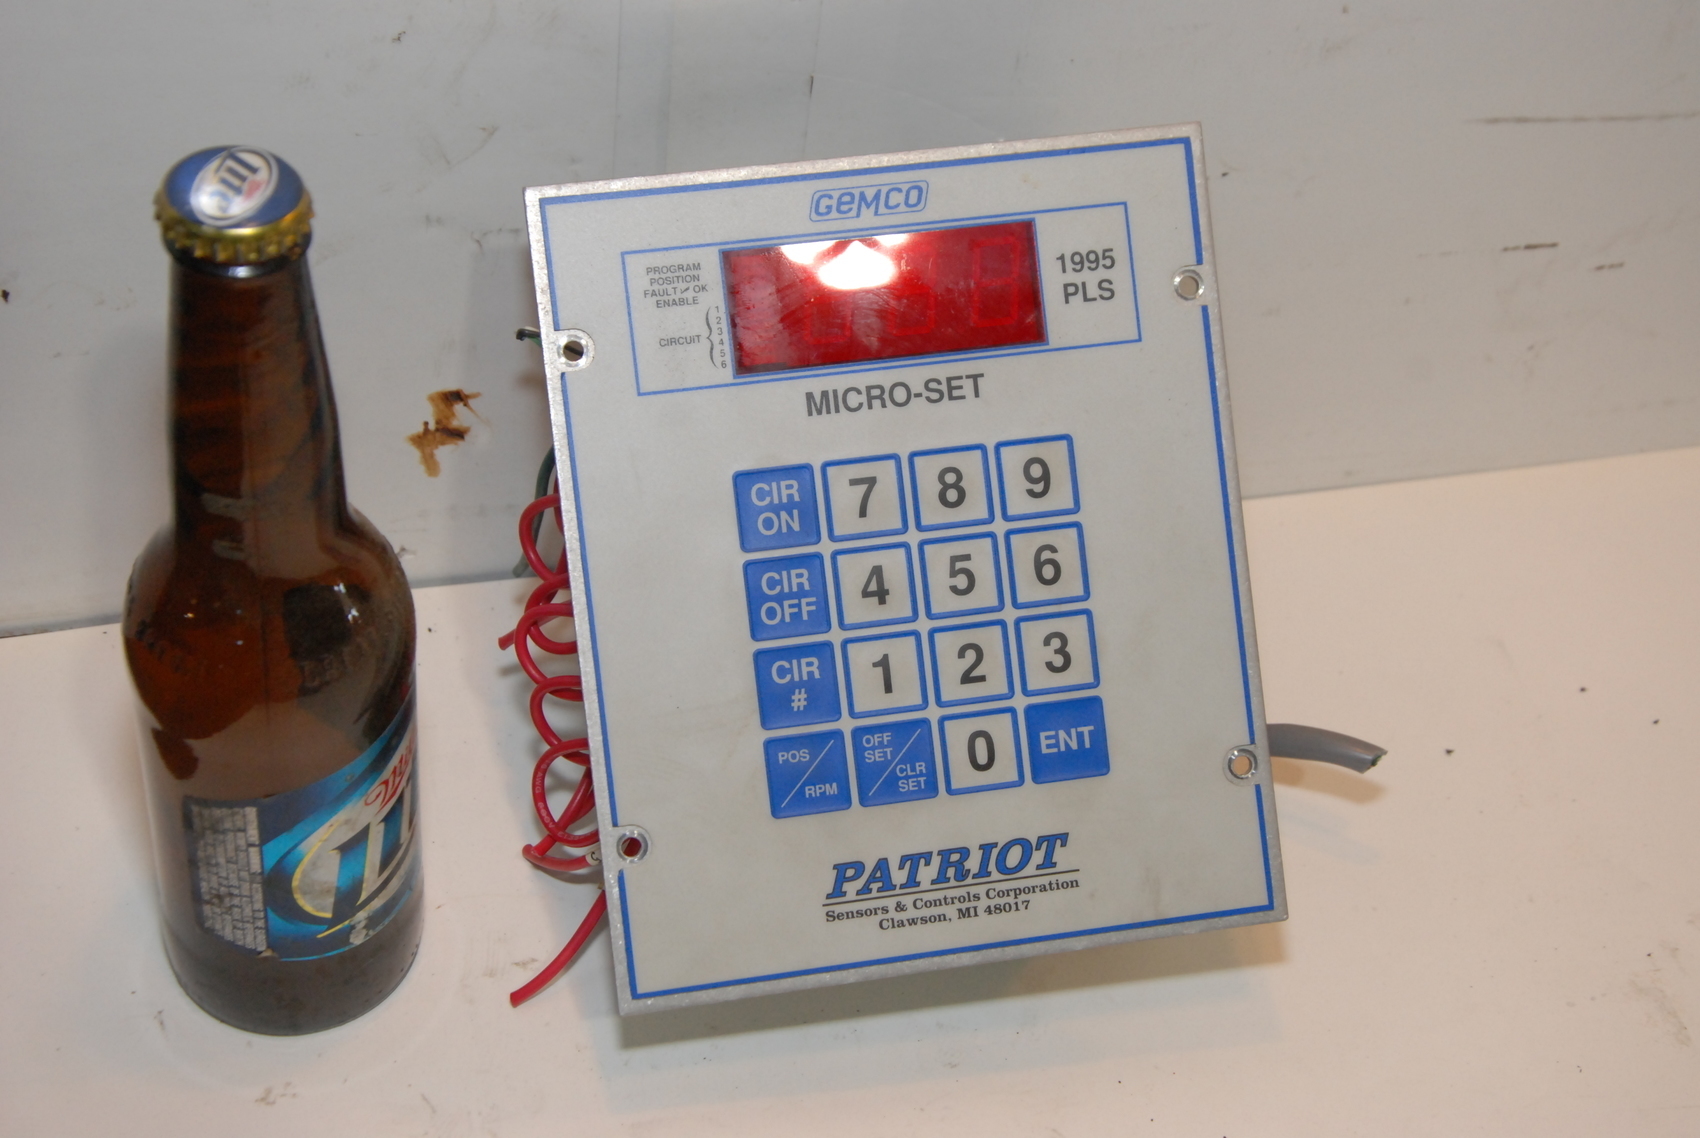 GEMCO
PROGRAM
POSITION
FAULT OK
ENABLE
CIRCUIT
1
2
3
4
5
6
1995
PLS
MICRO-SET
CIR ON
7
8
9
CIR OFF
4
5
6
CIR #
1
2
3
POS/RPM
OFF SET/CLR SET
0
ENT
PATRIOT
Sensors & Controls Corporation
Clawson, MI 48017